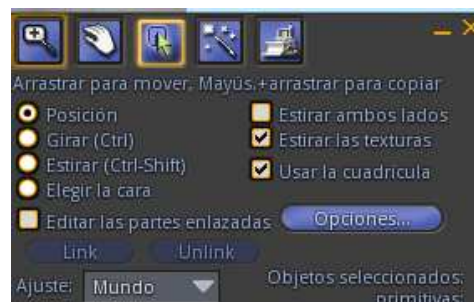 Arrastrar para mover, Mayús.+arrastrar para copiar
Posición
Girar (Ctrl)
Estirar (Ctrl-Shift)
Elegir la cara
Estirar ambos lados
Estirar las texturas
Usar la cuadrícula
Editar las partes enlazadas
Opciones...
Link Unlink
Ajuste: Mundo
Objetos seleccionados:
primitivas: